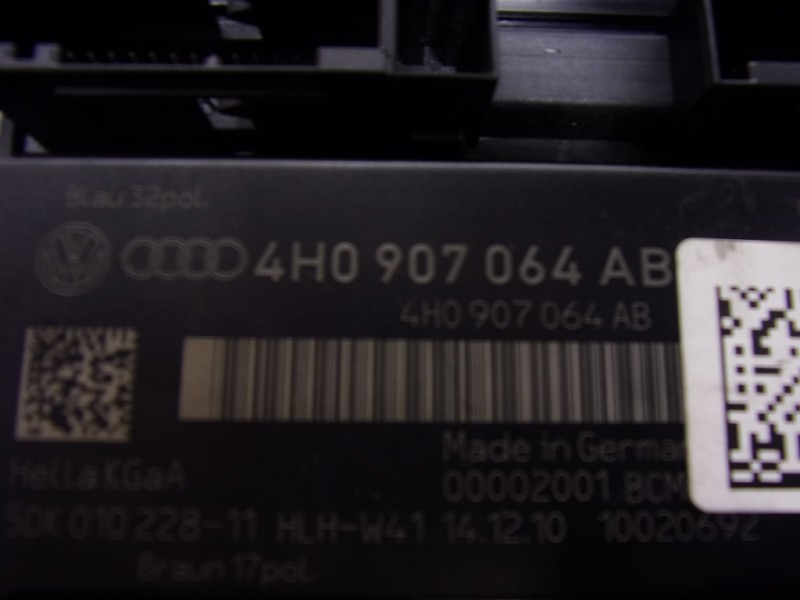 Blau 32pol.
4H0 907 064 AB
4H0 907 064 AB
Made in
Hella KGaA
00002001 BCM
5DK 010 228-11 HLH-W41 14.12.10 10020692
Braun 17pol.